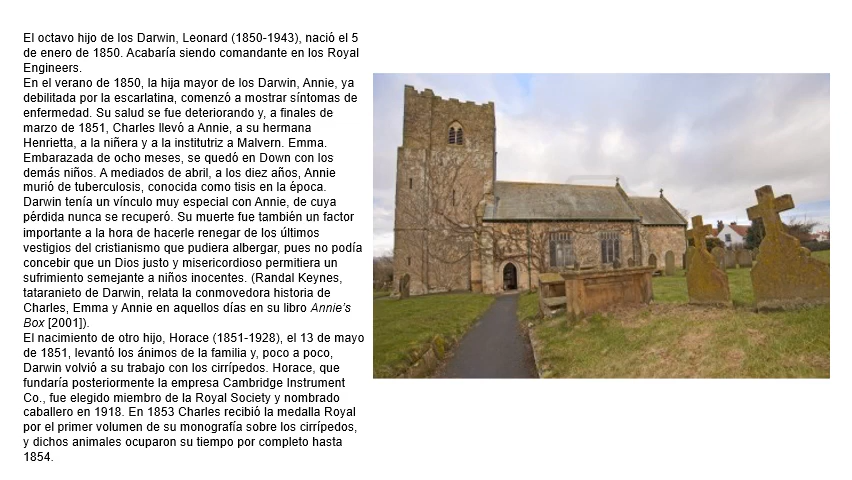 El octavo hijo de los Darwin, Leonard (1850-1943), nació el 5
de enero de 1850. Acabaría siendo comandante en los Royal
Engineers.
En el verano de 1850, la hija mayor de los Darwin, Annie, ya
debilitada por la escarlatina, comenzó a mostrar síntomas de
enfermedad. Su salud se fue deteriorando y, a finales de
marzo de 1851, Charles llevó a Annie, a su hermana
Henrietta, a la niñera y a la institutriz a Malvern. Emma.
Embarazada de ocho meses, se quedó en Down con los
demás niños. A mediados de abril, a los diez años, Annie
murió de tuberculosis, conocida como tisis en la época.
Darwin tenía un vínculo muy especial con Annie, de cuya
pérdida nunca se recuperó. Su muerte fue también un factor
importante a la hora de hacerle renegar de los últimos
vestigios del cristianismo que pudiera albergar, pues no podía
concebir que un Dios justo y misericordioso permitiera un
sufrimiento semejante a niños inocentes. (Randal Keynes,
tataranieto de Darwin, relata la conmovedora historia de
Charles, Emma y Annie en aquellos días en su libro Annie's
Box [2001]).
El nacimiento de otro hijo, Horace (1851-1928), el 13 de mayo
de 1851, levantó los ánimos de la familia y, poco a poco,
Darwin volvió a su trabajo con los cirrípedos. Horace, que
fundaría posteriormente la empresa Cambridge Instrument
Co., fue elegido miembro de la Royal Society y nombrado
caballero en 1918. En 1853 Charles recibió la medalla Royal
por el primer volumen de su monografía sobre los cirrípedos,
y dichos animales ocuparon su tiempo por completo hasta
1854.